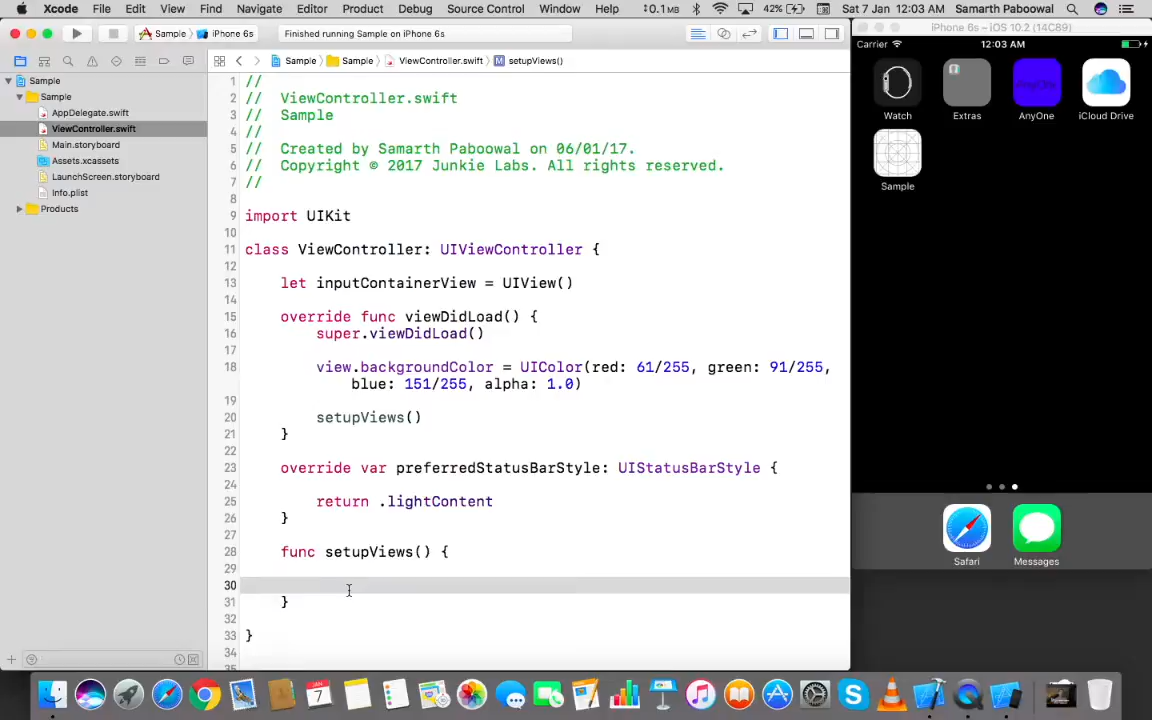 Xcode File Edit View Find Navigate Editor Product Debug Source Control Window Help 0.1MB 42% Sat 7 Jan 12:03 AM Samarth Paboowal
Sample iPhone 6s Finished running Sample on iPhone 6s
iPhone 6s – iOS 10.2 (14C89)
Carrier 12:03 AM
Sample Sample ViewController.swift M setupViews()
Sample
Sample
AppDelegate.swift
ViewController.swift
Main.storyboard
Assets.xcassets
LaunchScreen.storyboard
Info.plist
Products
1 //
2 // ViewController.swift
3 // Sample
4 //
5 // Created by Samarth Paboowal on 06/01/17.
6 // Copyright © 2017 Junkie Labs. All rights reserved.
7 //
8
9 import UIKit
10
11 class ViewController: UIViewController {
12
13 let inputContainerView = UIView()
14
15 override func viewDidLoad() {
16 super.viewDidLoad()
17
18 view.backgroundColor = UIColor(red: 61/255, green: 91/255,
blue: 151/255, alpha: 1.0)
19
20 setupViews()
21 }
22
23 override var preferredStatusBarStyle: UIStatusBarStyle {
24
25 return .lightContent
26 }
27
28 func setupViews() {
29
30
31 }
32
33 }
34
35
AnyOne
Watch Extras AnyOne iCloud Drive
Sample
Safari Messages
7